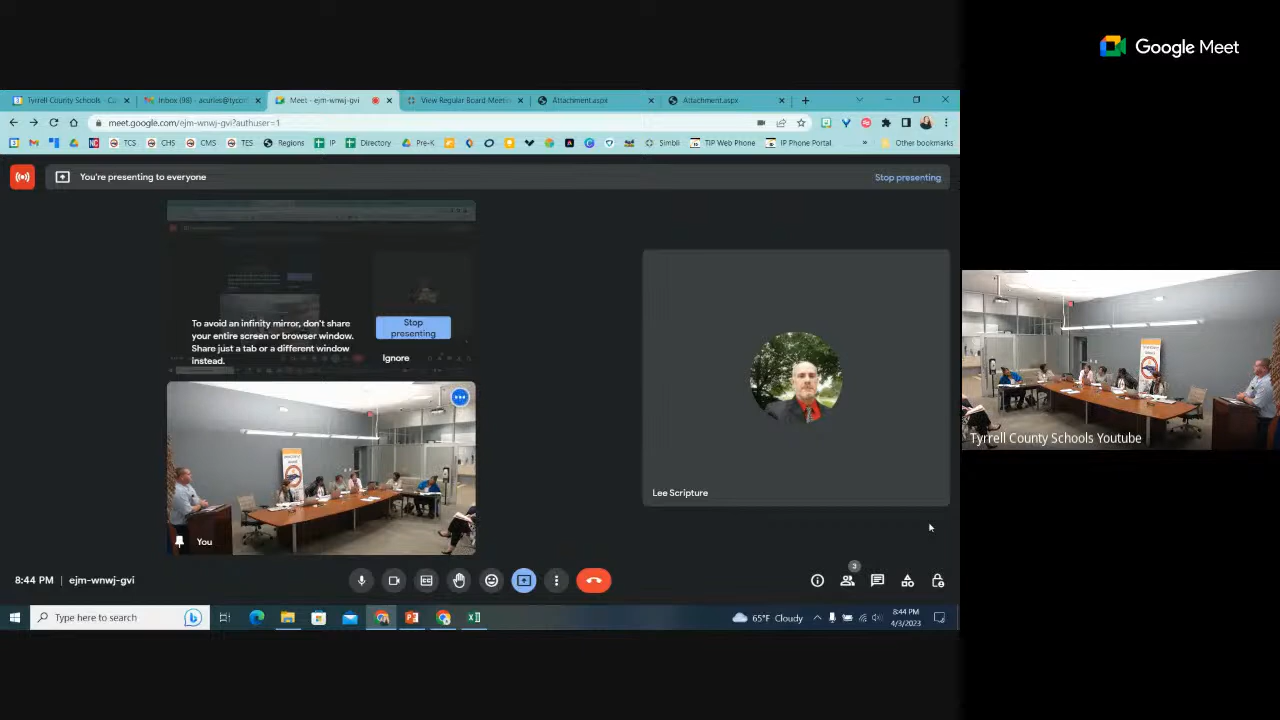 Google Meet
Tyrrell County Schools - Ca
Inbox (98) - acurles@tycom
Meet - ejm-wnwj-gvi
View Regular Board Meetin
Attachment.aspx
Attachment.aspx
meet.google.com/ejm-wnwj-gvi?authuser=1
TCS
CHS
CMS
TES
Regions
IP
Directory
Pre-K
Simbli
TIP Web Phone
IP Phone Portal
»
Other bookmarks
You're presenting to everyone
Stop presenting
To avoid an infinity mirror, don't share
your entire screen or browser window.
Share just a tab or a different window
instead.
Stop
presenting
Ignore
You
Lee Scripture
Tyrrell County Schools Youtube
8:44 PM | ejm-wnwj-gvi
3
Type here to search
65°F Cloudy
8:44 PM
4/3/2023